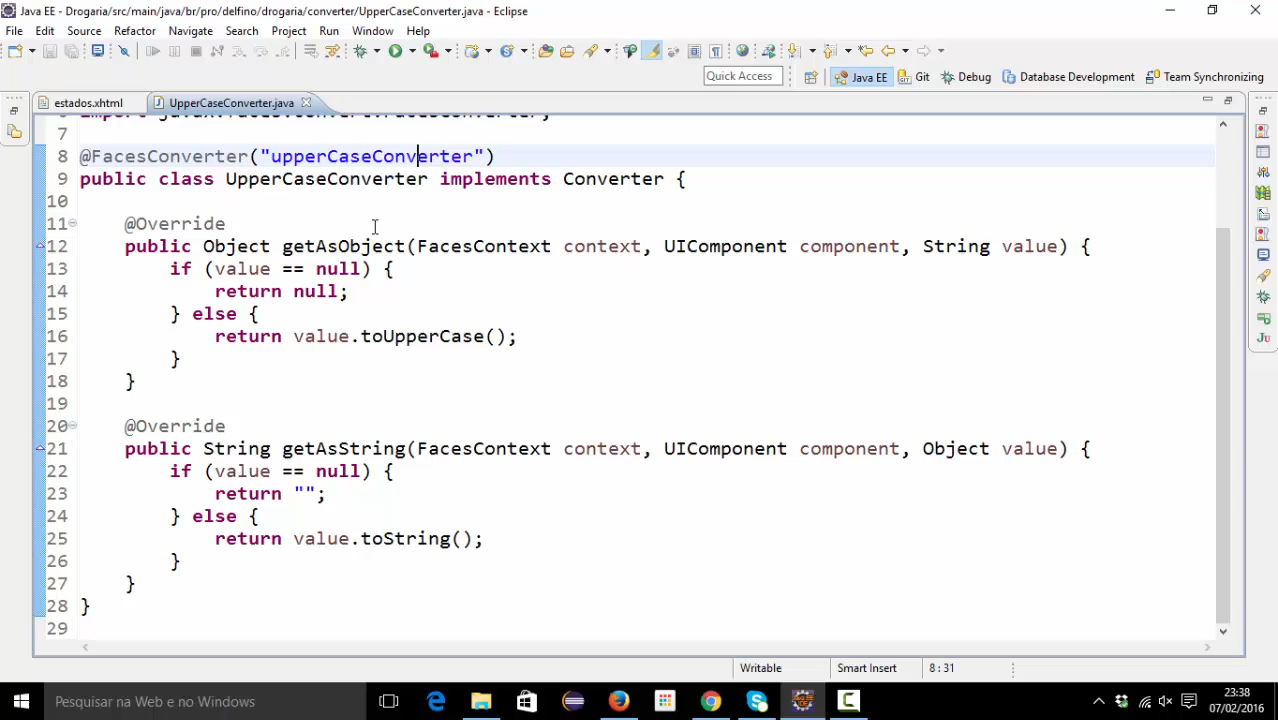 Java EE - Drogaria/src/main/java/br/pro/delfino/drogaria/converter/UpperCaseConverter.java - Eclipse
File Edit Source Refactor Navigate Search Project Run Window Help
Quick Access Java EE Git Debug Database Development Team Synchronizing
estados.xhtml UpperCaseConverter.java
6 import javax.faces.convert.FacesConverter;
7
8 @FacesConverter("upperCaseConverter")
9 public class UpperCaseConverter implements Converter {
10
11 @Override
12 public Object getAsObject(FacesContext context, UIComponent component, String value) {
13 if (value == null) {
14 return null;
15 } else {
16 return value.toUpperCase();
17 }
18 }
19
20 @Override
21 public String getAsString(FacesContext context, UIComponent component, Object value) {
22 if (value == null) {
23 return "";
24 } else {
25 return value.toString();
26 }
27 }
28 }
29
Writable Smart Insert 8 : 31
Pesquisar na Web e no Windows
23:38
07/02/2016